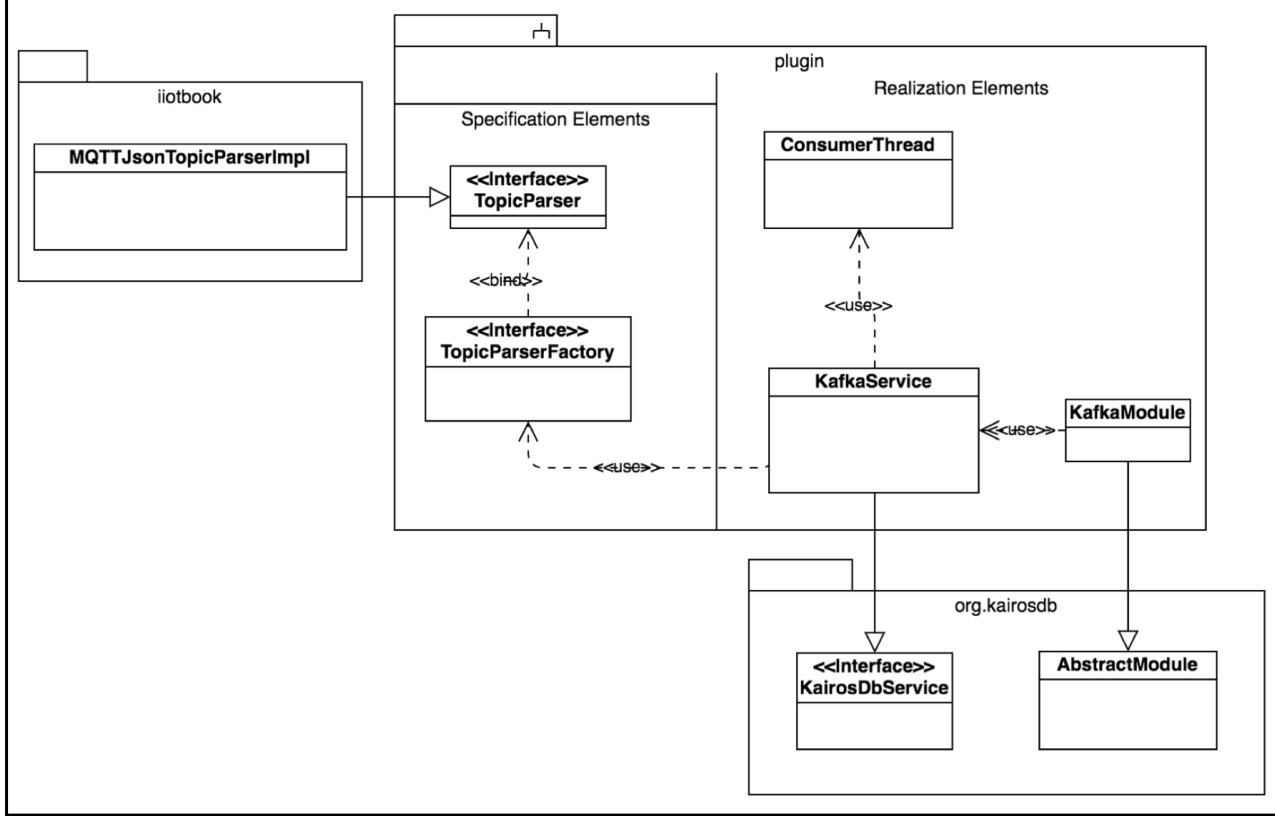 plugin
iiotbook
Realization Elements
Specification Elements
MQTTJsonTopicParserImpl
ConsumerThread
<<Interface>>
TopicParser
<<bind>>
<<use>>
<<Interface>>
TopicParserFactory
KafkaService
KafkaModule
<<use>>
<<use>>
org.kairosdb
<<Interface>>
KairosDbService
AbstractModule